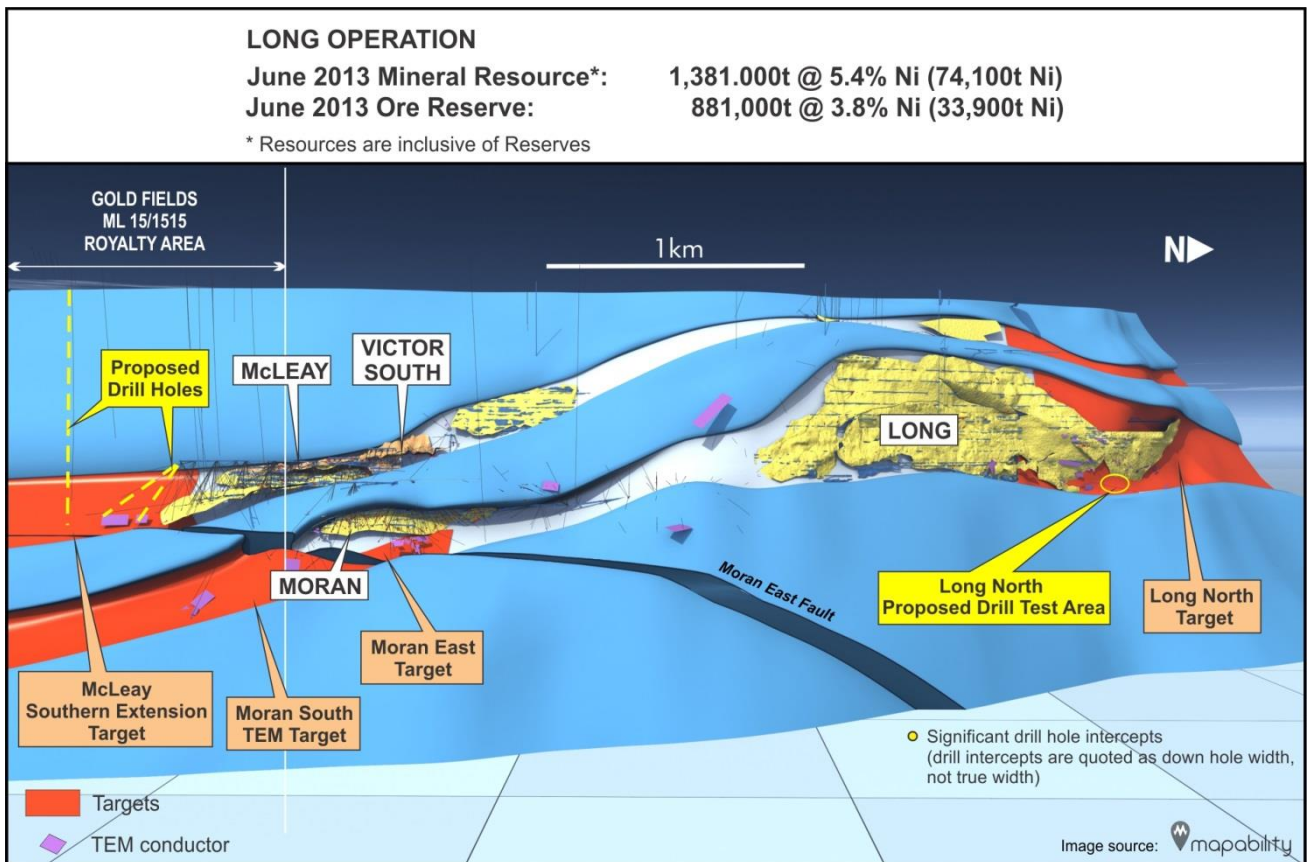 LONG OPERATION
June 2013 Mineral Resource*: 1,381.000t @ 5.4% Ni (74,100t Ni)
June 2013 Ore Reserve: 881,000t @ 3.8% Ni (33,900t Ni)
* Resources are inclusive of Reserves
GOLD FIELDS
ML 15/1515
ROYALTY AREA
1km
N
Proposed
Drill Holes
McLEAY
VICTOR
SOUTH
LONG
MORAN
Moran East Fault
Long North
Proposed Drill Test Area
Long North
Target
Moran East
Target
McLeay
Southern Extension
Target
Moran South
TEM Target
Significant drill hole intercepts
(drill intercepts are quoted as down hole width,
not true width)
Targets
TEM conductor
Image source: mapability